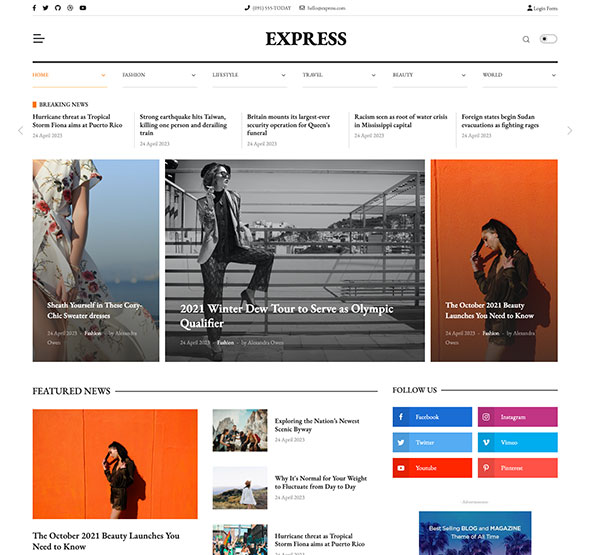 (091) 555-TODAY
hello@express.com
Login Form
EXPRESS
HOME
FASHION
LIFESTYLE
TRAVEL
BEAUTY
WORLD
BREAKING NEWS
Hurricane threat as Tropical
Storm Fiona aims at Puerto Rico
24 April 2023
Strong earthquake hits Taiwan,
killing one person and derailing
train
24 April 2023
Britain mounts its largest-ever
security operation for Queen's
funeral
24 April 2023
Racism seen as root of water crisis
in Mississippi capital
24 April 2023
Foreign states begin Sudan
evacuations as fighting rages
24 April 2023
Sheath Yourself in These Cozy-
Chic Sweater dresses
24 April 2023 - Fashion - by Alexandra
Owen
2021 Winter Dew Tour to Serve as Olympic
Qualifier
24 April 2023 - Fashion - by Alexandra Owen
The October 2021 Beauty
Launches You Need to Know
24 April 2023 - Fashion - by Alexandra
Owen
FEATURED NEWS
The October 2021 Beauty Launches You
Need to Know
Exploring the Nation's Newest
Scenic Byway
24 April 2023
Why It's Normal for Your Weight
to Fluctuate from Day to Day
24 April 2023
Hurricane threat as Tropical
Storm Fiona aims at Puerto Rico
FOLLOW US
Facebook
Instagram
Twitter
Vimeo
Youtube
Pinterest
- Advertisement -
Best Selling BLOG and MAGAZINE
Theme of All Time